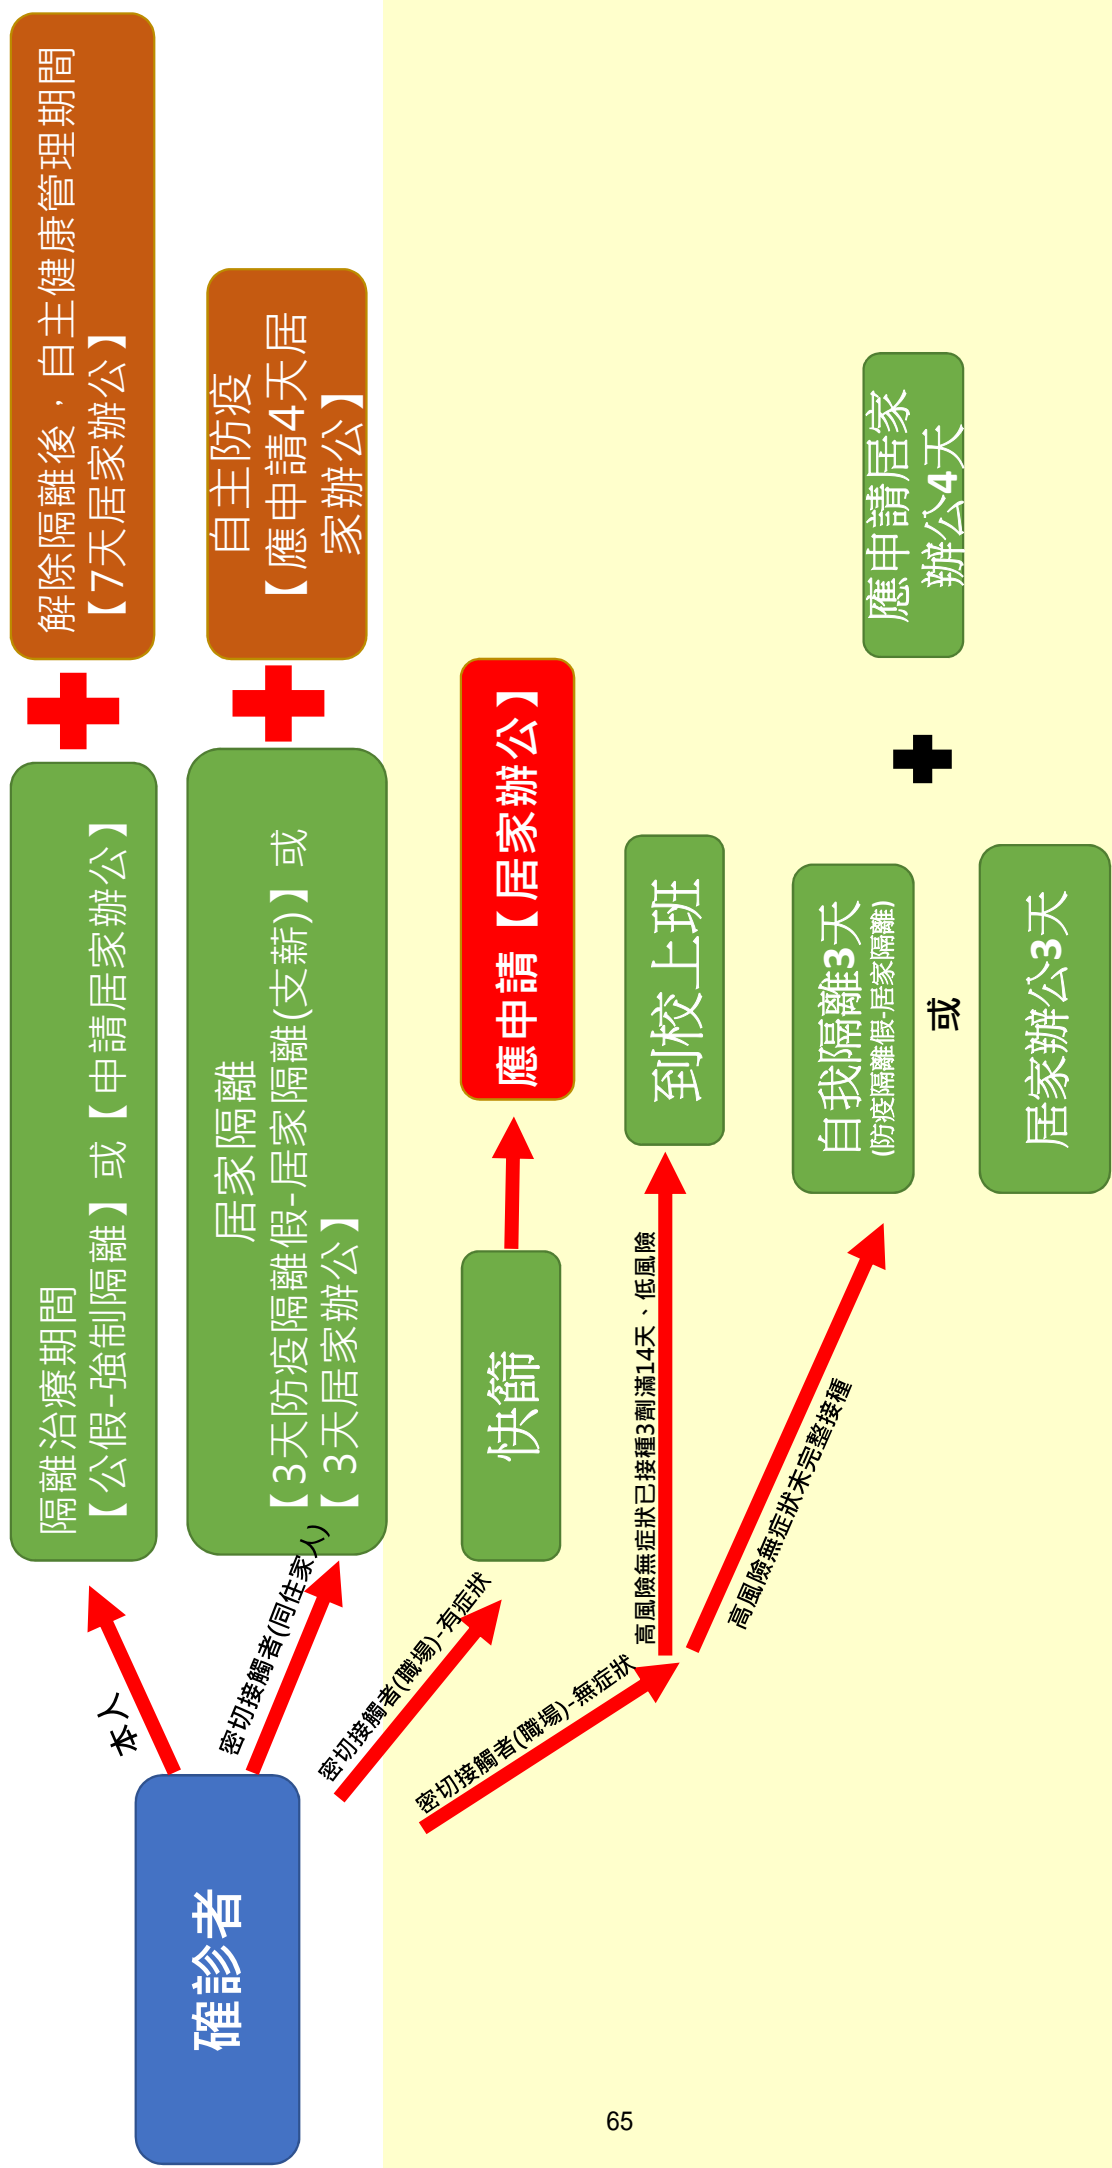 確診者
本人
隔離治療期間
【公假-強制隔離】或【申請居家辦公】
解除隔離後，自主健康管理期間
【7天居家辦公】
密切接觸者(同住家人)
居家隔離
【3天防疫隔離假-居家隔離(支薪)】或
【3天居家辦公】
自主防疫
【應申請4天居
家辦公】
密切接觸者(職場)-有症狀
快篩
應申請【居家辦公】
密切接觸者(職場)-無症狀
高風險無症狀已接種3劑滿14天、低風險
到校上班
高風險無症狀未完整接種
自我隔離3天
(防疫隔離假-居家隔離)
或
居家辦公3天
應申請居家
辦公4天
65